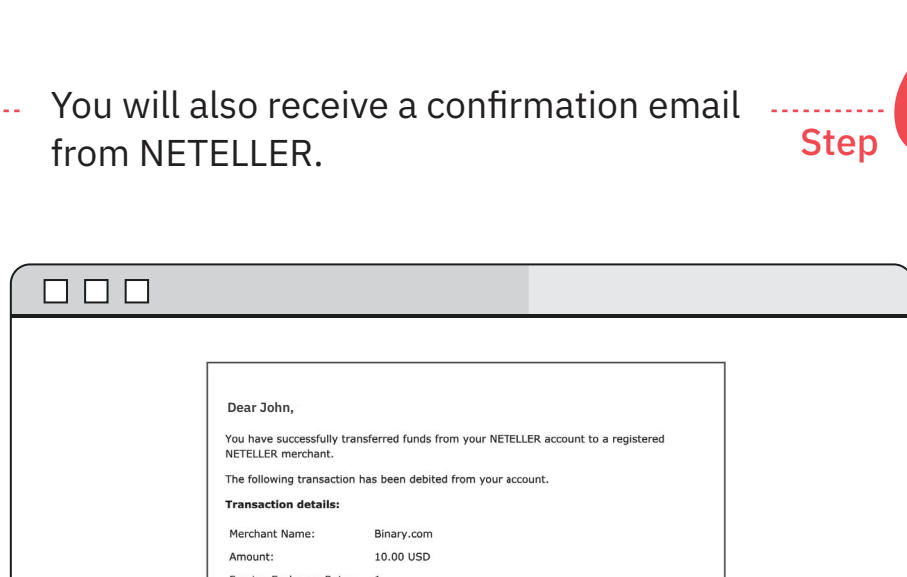 You will also receive a confirmation email
from NETELLER.
Step
Dear John,
You have successfully transferred funds from your NETELLER account to a registered
NETELLER merchant.
The following transaction has been debited from your account.
Transaction details:
Merchant Name: Binary.com
Amount: 10.00 USD